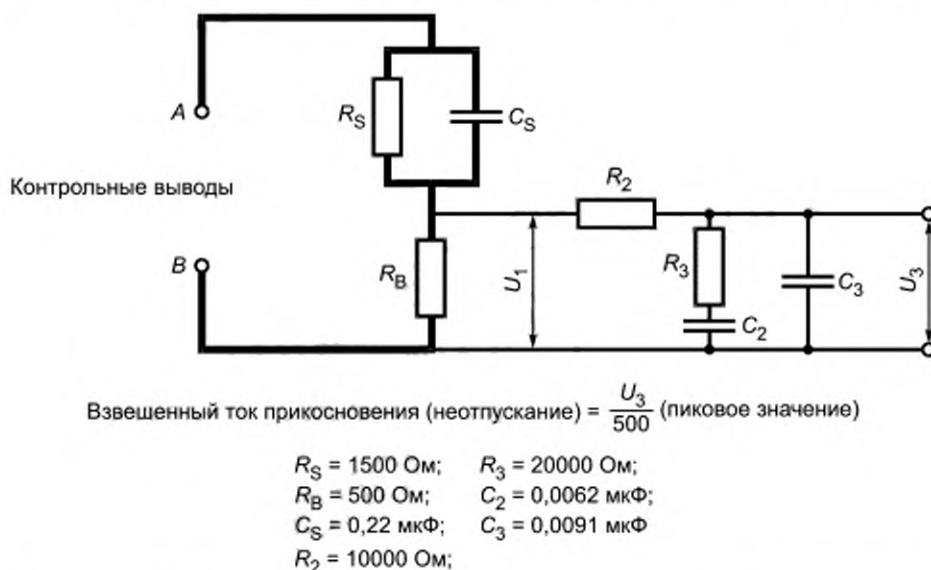 A
R_S
C_S
Контрольные выводы
R_2
B
R_B
U_1
R_3
C_2
C_3
U_3
Взвешенный ток прикосновения (неотпускание) = U_3/500 (пиковое значение)
R_S = 1500 Ом; R_3 = 20000 Ом;
R_B = 500 Ом; C_2 = 0,0062 мкФ;
C_S = 0,22 мкФ; C_3 = 0,0091 мкФ
R_2 = 10000 Ом;